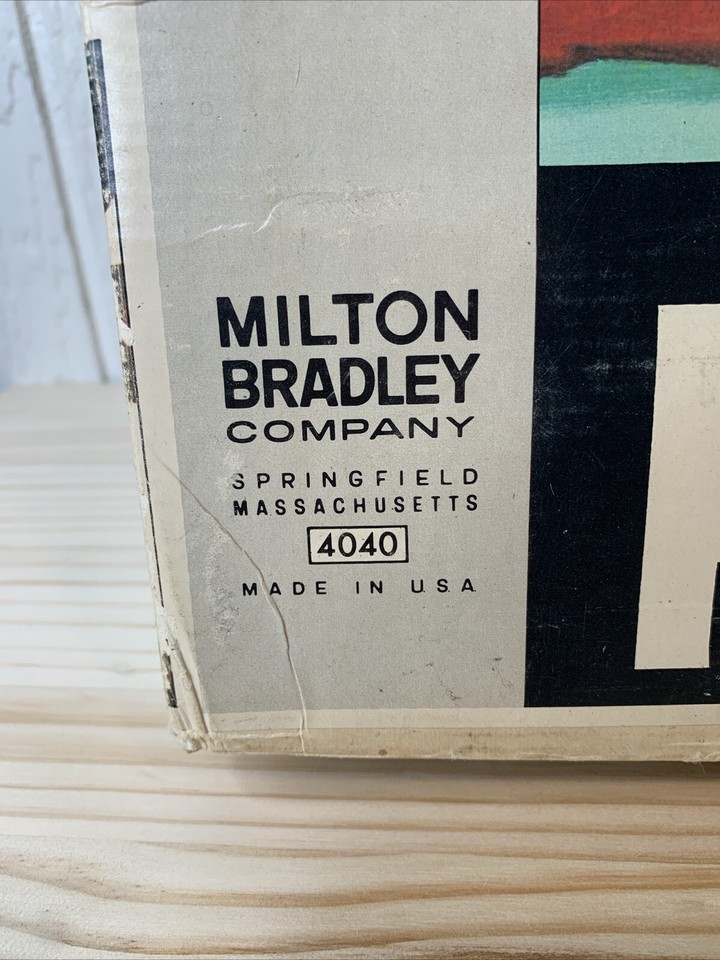 MILTON
BRADLEY
COMPANY
SPRINGFIELD
MASSACHUSETTS
4040
MADE IN U.S.A.